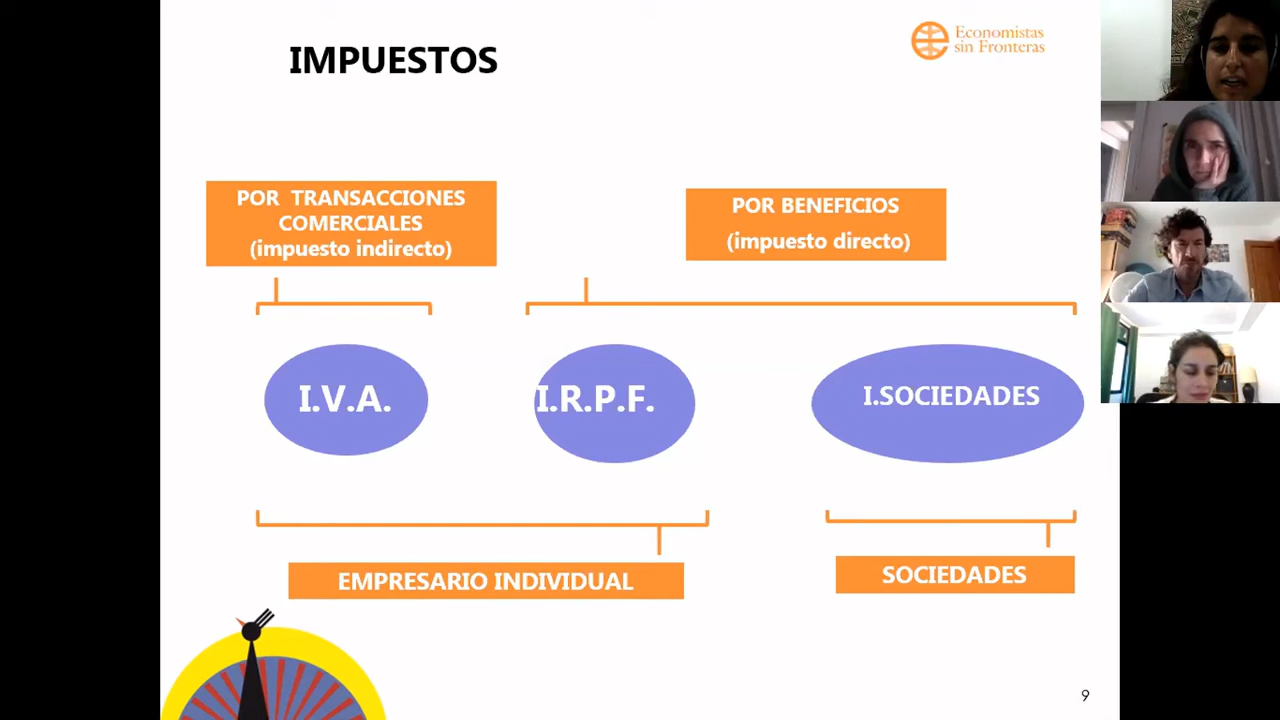 IMPUESTOS
Economistas
sin Fronteras
POR TRANSACCIONES
COMERCIALES
(impuesto indirecto)
POR BENEFICIOS
(impuesto directo)
I.V.A.
I.R.P.F.
I.SOCIEDADES
EMPRESARIO INDIVIDUAL
SOCIEDADES
9